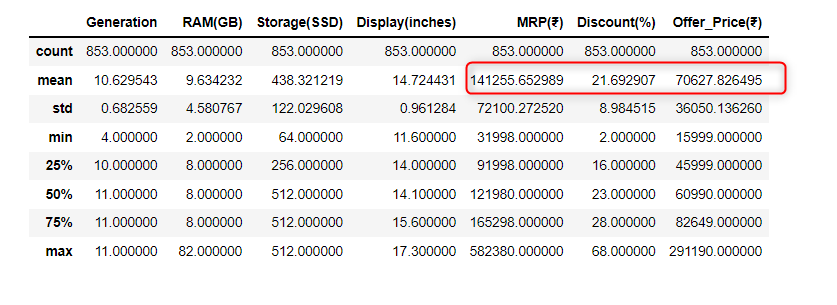 Generation RAM(GB) Storage(SSD) Display(inches) MRP(₹) Discount(%) Offer_Price(₹)
count 853.000000 853.000000 853.000000 853.000000 853.000000 853.000000 853.000000
mean 10.629543 9.634232 438.321219 14.724431 141255.652989 21.692907 70627.826495
std 0.682559 4.580767 122.029608 0.961284 72100.272520 8.984515 36050.136260
min 4.000000 2.000000 64.000000 11.600000 31998.000000 2.000000 15999.000000
25% 10.000000 8.000000 256.000000 14.000000 91998.000000 16.000000 45999.000000
50% 11.000000 8.000000 512.000000 14.100000 121980.000000 23.000000 60990.000000
75% 11.000000 8.000000 512.000000 15.600000 165298.000000 28.000000 82649.000000
max 11.000000 82.000000 512.000000 17.300000 582380.000000 68.000000 291190.000000